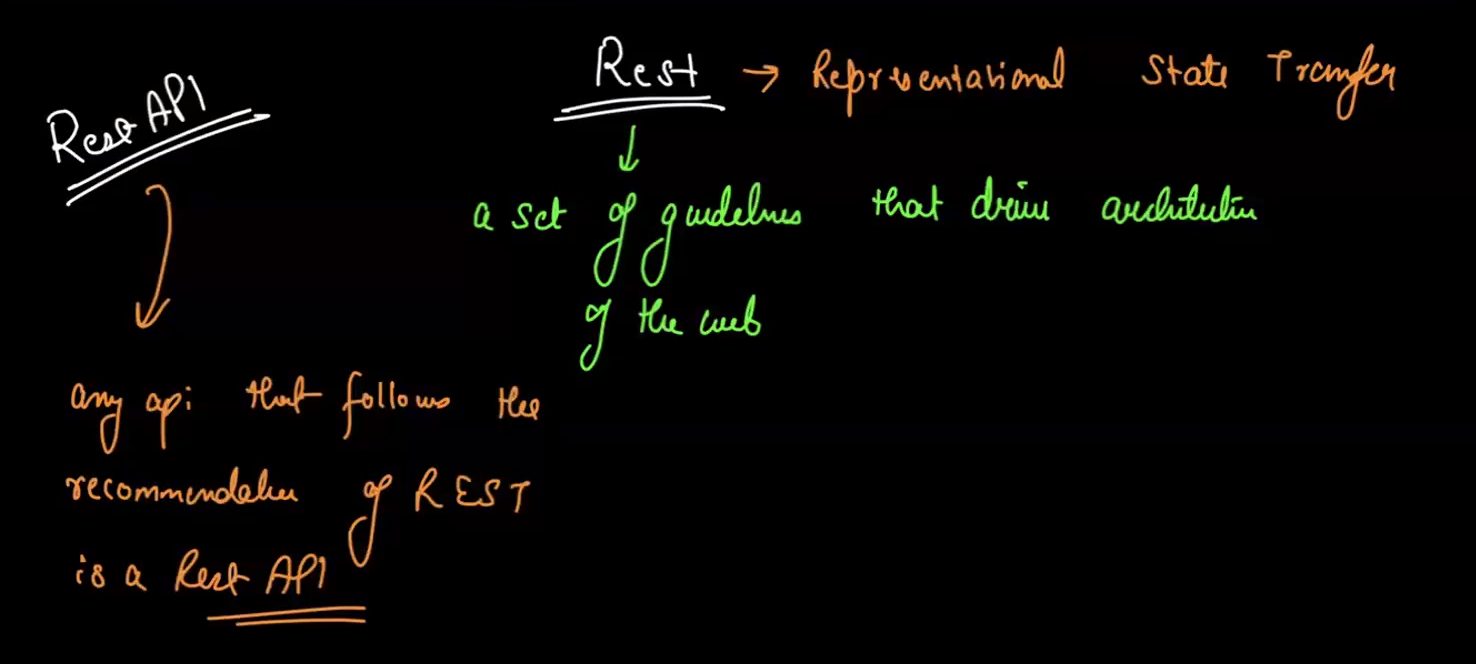 Rest API
Rest → Representational State Transfer
a set of guidelines that drive architecture
of the web
any api that follows the
recommendation of REST
is a Rest API